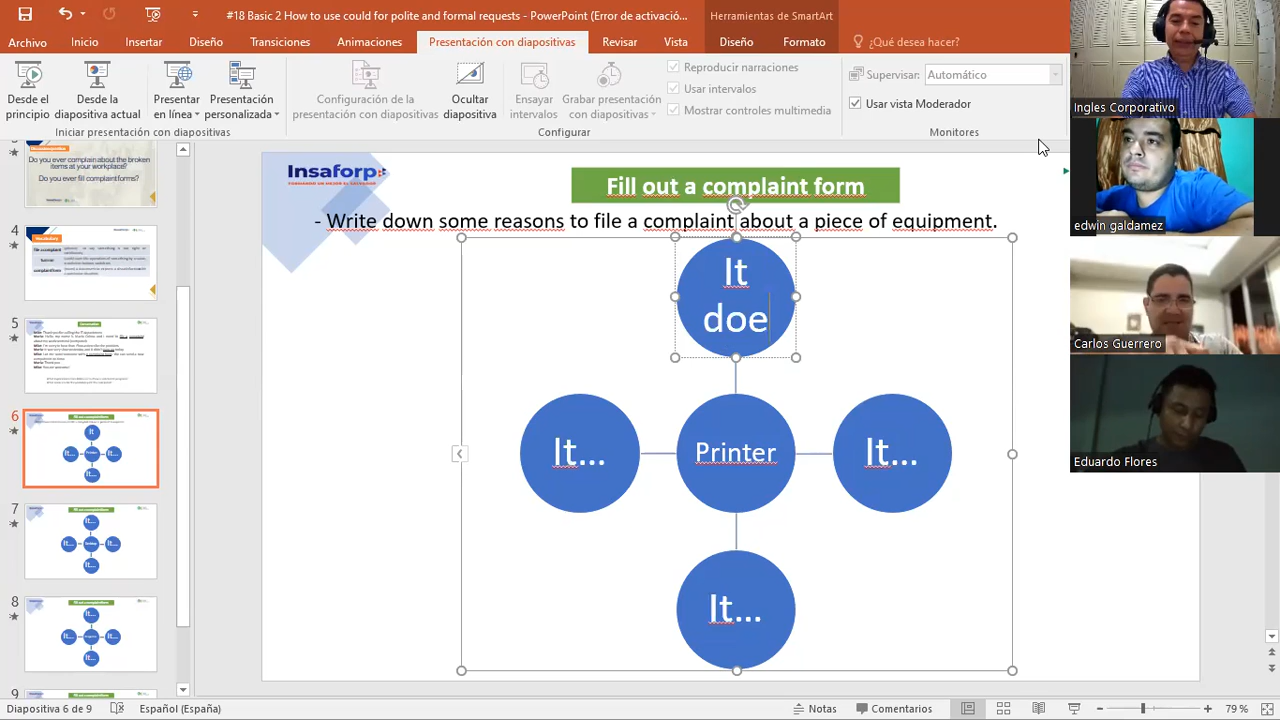 #18 Basic 2 How to use could for polite and formal requests - PowerPoint (Error de activació...
Herramientas de SmartArt
Archivo Inicio Insertar Diseño Transiciones Animaciones Presentación con diapositivas Revisar Vista Diseño Formato ¿Qué desea hacer?
Desde el principio
Desde la diapositiva actual
Presentar en línea
Presentación personalizada
Iniciar presentación con diapositivas
Configuración de la presentación con diapositivas
Ocultar diapositiva
Ensayar intervalos
Grabar presentación con diapositivas
Configurar
Reproducir narraciones
Usar intervalos
Mostrar controles multimedia
Supervisar: Automático
Usar vista Moderador
Monitores
Ingles Corporativo
edwin galdamez
Carlos Guerrero
Eduardo Flores
Do you ever complain about the broken
items at your workplace?
Do you ever fill complaint forms?
4
5
6
7
8
9
Insaforp
Fill out a complaint form
- Write down some reasons to file a complaint about a piece of equipment.
It
doe
It...
Printer
It...
It...
Diapositiva 6 de 9
Español (España)
Notas
Comentarios
79 %